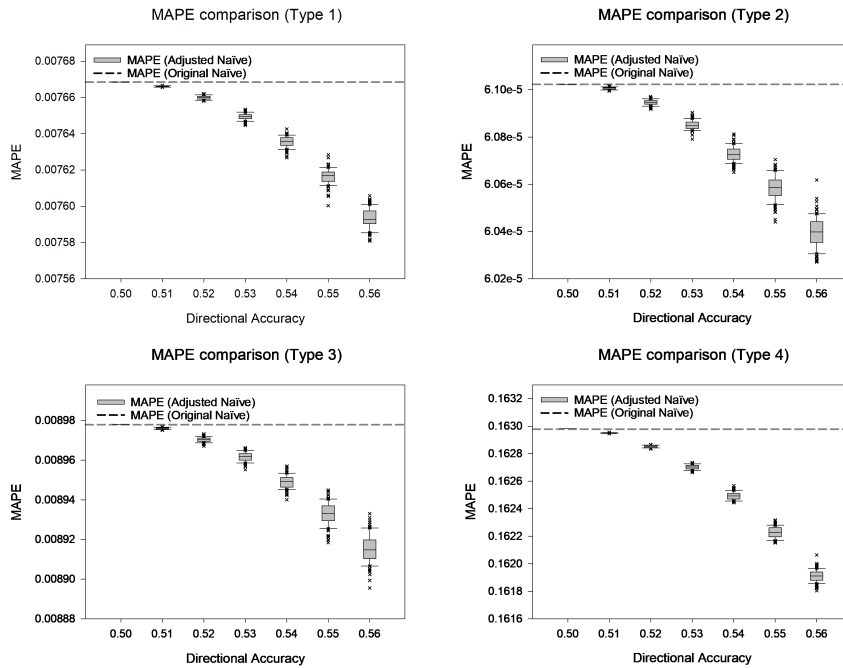 MAPE comparison (Type 1)
MAPE (Adjusted Naïve)
MAPE (Original Naïve)
0.00768
0.00766
0.00764
0.00762
0.00760
0.00758
0.00756
MAPE
0.50 0.51 0.52 0.53 0.54 0.55 0.56
Directional Accuracy
MAPE comparison (Type 2)
MAPE (Adjusted Naïve)
MAPE (Original Naïve)
6.10e-5
6.08e-5
6.06e-5
6.04e-5
6.02e-5
MAPE
0.50 0.51 0.52 0.53 0.54 0.55 0.56
Directional Accuracy
MAPE comparison (Type 3)
MAPE (Adjusted Naïve)
MAPE (Original Naïve)
0.00898
0.00896
0.00894
0.00892
0.00890
0.00888
MAPE
0.50 0.51 0.52 0.53 0.54 0.55 0.56
Directional Accuracy
MAPE comparison (Type 4)
MAPE (Adjusted Naïve)
MAPE (Original Naïve)
0.1632
0.1630
0.1628
0.1626
0.1624
0.1622
0.1620
0.1618
0.1616
MAPE
0.50 0.51 0.52 0.53 0.54 0.55 0.56
Directional Accuracy